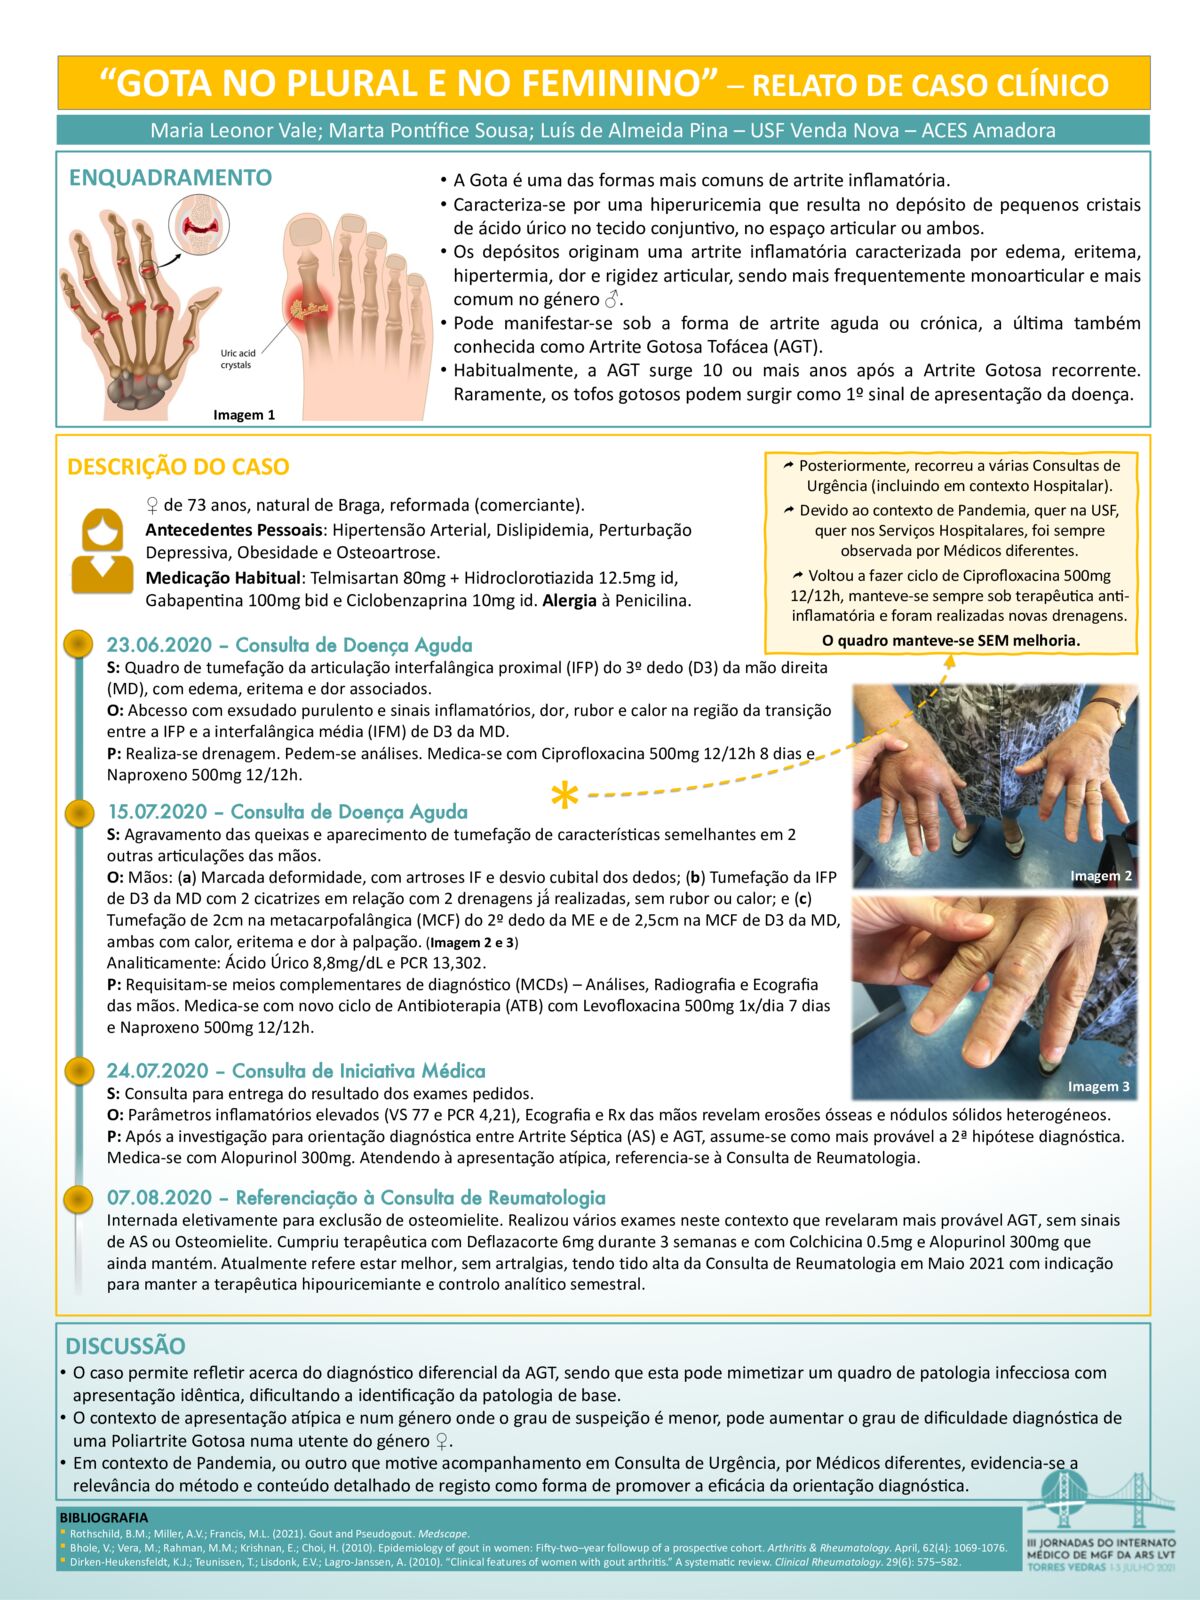 “GOTA NO PLURAL E NO FEMININO” – RELATO DE CASO CLÍNICO
Maria Leonor Vale; Marta Pontífice Sousa; Luís de Almeida Pina – USF Venda Nova – ACES Amadora
ENQUADRAMENTO
Uric acid
crystals
Imagem 1
• A Gota é uma das formas mais comuns de artrite inflamatória.
• Caracteriza-se por uma hiperuricemia que resulta no depósito de pequenos cristais
de ácido úrico no tecido conjuntivo, no espaço articular ou ambos.
• Os depósitos originam uma artrite inflamatória caracterizada por edema, eritema,
hipertermia, dor e rigidez articular, sendo mais frequentemente monoarticular e mais
comum no género ♂.
• Pode manifestar-se sob a forma de artrite aguda ou crónica, a última também
conhecida como Artrite Gotosa Tofácea (AGT).
• Habitualmente, a AGT surge 10 ou mais anos após a Artrite Gotosa recorrente.
Raramente, os tofos gotosos podem surgir como 1º sinal de apresentação da doença.
DESCRIÇÃO DO CASO
♀ de 73 anos, natural de Braga, reformada (comerciante).
Antecedentes Pessoais: Hipertensão Arterial, Dislipidemia, Perturbação
Depressiva, Obesidade e Osteoartrose.
Medicação Habitual: Telmisartan 80mg + Hidroclorotiazida 12.5mg id,
Gabapentina 100mg bid e Ciclobenzaprina 10mg id. Alergia à Penicilina.
Posteriormente, recorreu a várias Consultas de
Urgência (incluindo em contexto Hospitalar).
Devido ao contexto de Pandemia, quer na USF,
quer nos Serviços Hospitalares, foi sempre
observada por Médicos diferentes.
Voltou a fazer ciclo de Ciprofloxacina 500mg
12/12h, manteve-se sempre sob terapêutica anti-
inflamatória e foram realizadas novas drenagens.
O quadro manteve-se SEM melhoria.
23.06.2020 – Consulta de Doença Aguda
S: Quadro de tumefação da articulação interfalângica proximal (IFP) do 3º dedo (D3) da mão direita
(MD), com edema, eritema e dor associados.
O: Abcesso com exsudado purulento e sinais inflamatórios, dor, rubor e calor na região da transição
entre a IFP e a interfalângica média (IFM) de D3 da MD.
P: Realiza-se drenagem. Pedem-se análises. Medica-se com Ciprofloxacina 500mg 12/12h 8 dias e
Naproxeno 500mg 12/12h.
*
15.07.2020 – Consulta de Doença Aguda
S: Agravamento das queixas e aparecimento de tumefação de características semelhantes em 2
outras articulações das mãos.
O: Mãos: (a) Marcada deformidade, com artroses IF e desvio cubital dos dedos; (b) Tumefação da IFP
de D3 da MD com 2 cicatrizes em relação com 2 drenagens já realizadas, sem rubor ou calor; e (c)
Tumefação de 2cm na metacarpofalângica (MCF) do 2º dedo da ME e de 2,5cm na MCF de D3 da MD,
ambas com calor, eritema e dor à palpação. (Imagem 2 e 3)
Analiticamente: Ácido Úrico 8,8mg/dL e PCR 13,302.
P: Requisitam-se meios complementares de diagnóstico (MCDs) – Análises, Radiografia e Ecografia
das mãos. Medica-se com novo ciclo de Antibioterapia (ATB) com Levofloxacina 500mg 1x/dia 7 dias
e Naproxeno 500mg 12/12h.
Imagem 2
Imagem 3
24.07.2020 – Consulta de Iniciativa Médica
S: Consulta para entrega do resultado dos exames pedidos.
O: Parâmetros inflamatórios elevados (VS 77 e PCR 4,21), Ecografia e Rx das mãos revelam erosões ósseas e nódulos sólidos heterogéneos.
P: Após a investigação para orientação diagnóstica entre Artrite Séptica (AS) e AGT, assume-se como mais provável a 2ª hipótese diagnóstica.
Medica-se com Alopurinol 300mg. Atendendo à apresentação atípica, referencia-se à Consulta de Reumatologia.
07.08.2020 – Referenciação à Consulta de Reumatologia
Internada eletivamente para exclusão de osteomielite. Realizou vários exames neste contexto que revelaram mais provável AGT, sem sinais
de AS ou Osteomielite. Cumpriu terapêutica com Deflazacorte 6mg durante 3 semanas e com Colchicina 0.5mg e Alopurinol 300mg que
ainda mantém. Atualmente refere estar melhor, sem artralgias, tendo tido alta da Consulta de Reumatologia em Maio 2021 com indicação
para manter a terapêutica hipouricemiante e controlo analítico semestral.
DISCUSSÃO
• O caso permite refletir acerca do diagnóstico diferencial da AGT, sendo que esta pode mimetizar um quadro de patologia infecciosa com
apresentação idêntica, dificultando a identificação da patologia de base.
• O contexto de apresentação atípica e num género onde o grau de suspeição é menor, pode aumentar o grau de dificuldade diagnóstica de
uma Poliartrite Gotosa numa utente do género ♀.
• Em contexto de Pandemia, ou outro que motive acompanhamento em Consulta de Urgência, por Médicos diferentes, evidencia-se a
relevância do método e conteúdo detalhado de registo como forma de promover a eficácia da orientação diagnóstica.
BIBLIOGRAFIA
Rothschild, B.M.; Miller, A.V.; Francis, M.L. (2021). Gout and Pseudogout. Medscape.
Bhole, V.; Vera, M.; Rahman, M.M.; Krishnan, E.; Choi, H. (2010). Epidemiology of gout in women: Fifty-two–year followup of a prospective cohort. Arthritis & Rheumatology. April, 62(4): 1069-1076.
Dirken-Heukensfeldt, K.J.; Teunissen, T.; Lisdonk, E.V.; Lagro-Janssen, A. (2010). “Clinical features of women with gout arthritis.” A systematic review. Clinical Rheumatology. 29(6): 575–582.
III JORNADAS DO INTERNATO
MÉDICO DE MGF DA ARS LVT
TORRES VEDRAS 1-3 JULHO 2021